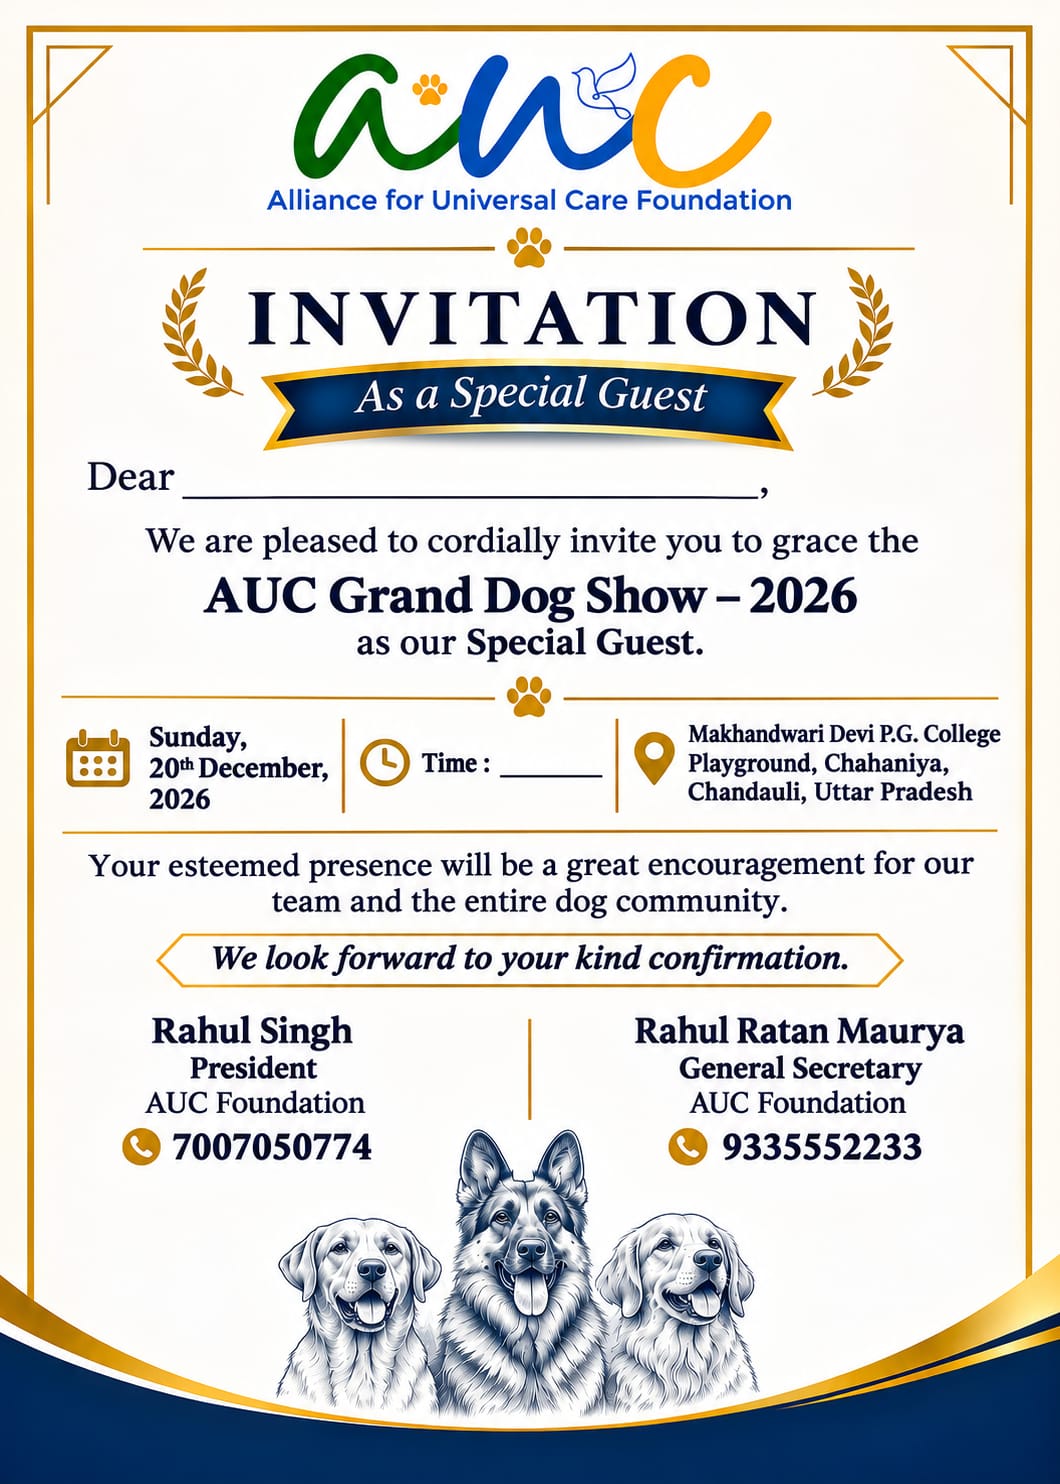 auc
Alliance for Universal Care Foundation
INVITATION
As a Special Guest
Dear ______________________________,
We are pleased to cordially invite you to grace the
AUC Grand Dog Show – 2026
as our Special Guest.
Sunday,
20th December,
2026
Time : ________
Makhandwari Devi P.G. College
Playground, Chahaniya,
Chandauli, Uttar Pradesh
Your esteemed presence will be a great encouragement for our
team and the entire dog community.
We look forward to your kind confirmation.
Rahul Singh
President
AUC Foundation
7007050774
Rahul Ratan Maurya
General Secretary
AUC Foundation
9335552233